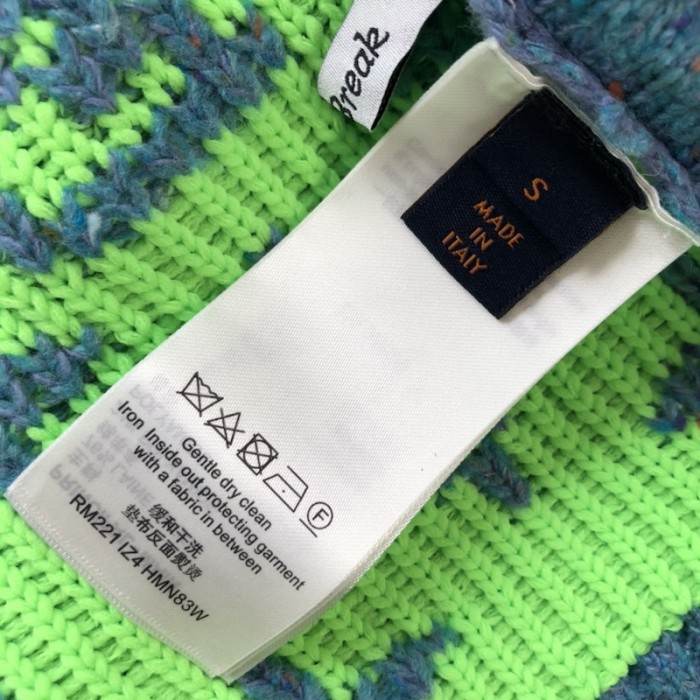 Break
S
MADE
IN
ITALY
F
Gentle dry clean
Iron Inside out protecting garment
with a fabric in between
缓和干洗
垫布反面熨烫
RM221 IZ4 HMN83W